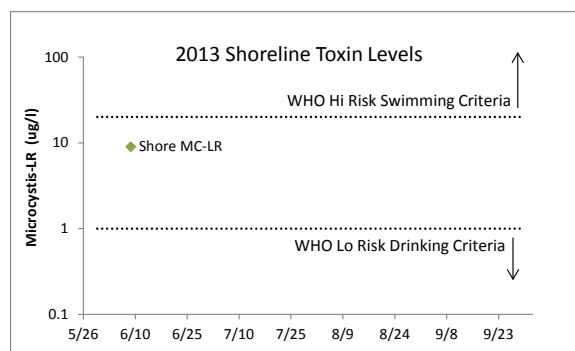 2013 Shoreline Toxin Levels
100
WHO Hi Risk Swimming Criteria
10
Shore MC-LR
Microcystis-LR (ug/l)
1
WHO Lo Risk Drinking Criteria
0.1
5/26 6/10 6/25 7/10 7/25 8/9 8/24 9/8 9/23